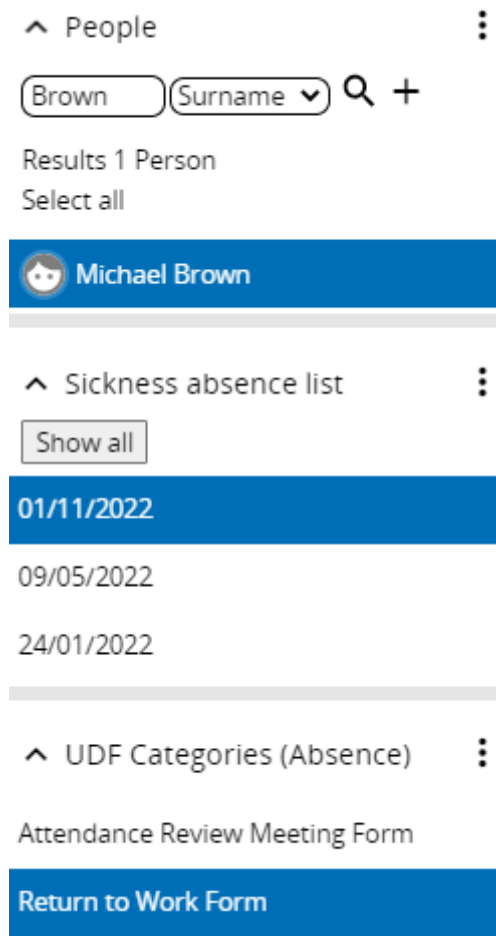 People
Brown Surname
Results 1 Person
Select all
Michael Brown
Sickness absence list
Show all
01/11/2022
09/05/2022
24/01/2022
UDF Categories (Absence)
Attendance Review Meeting Form
Return to Work Form